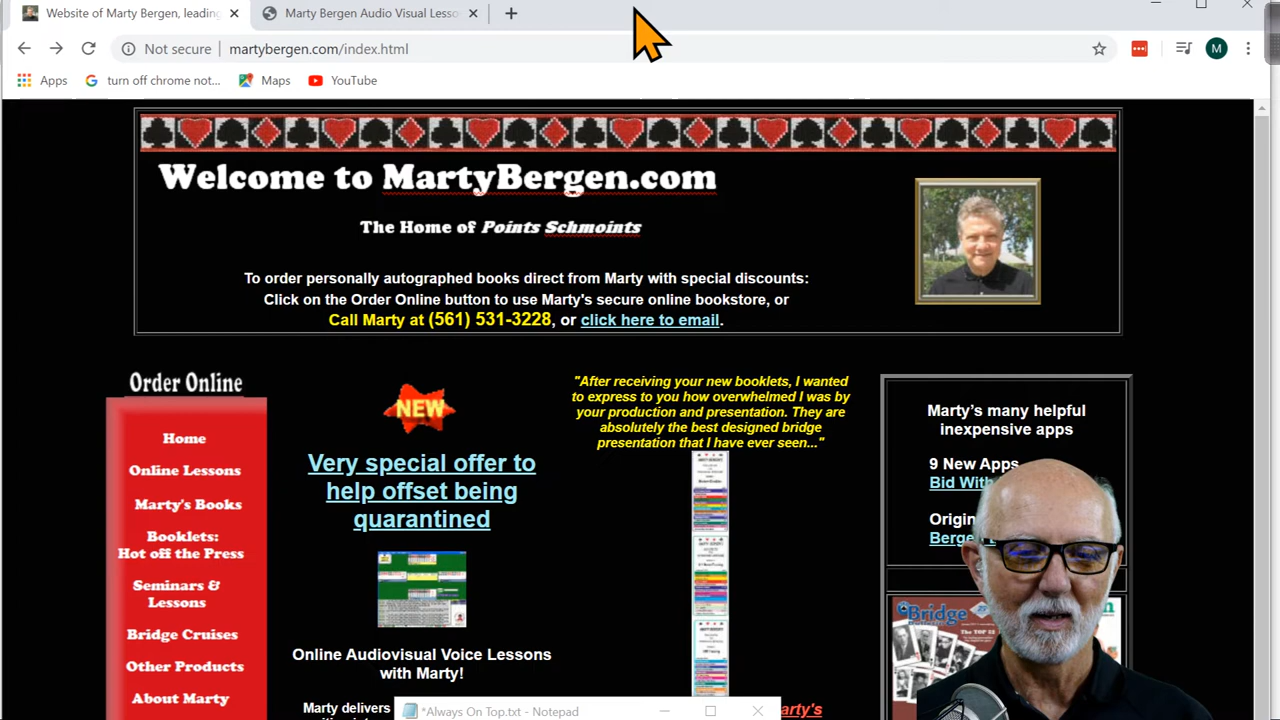 Website of Marty Bergen, leading
Marty Bergen Audio Visual Lesso
Not secure
martybergen.com/index.html
M
Apps
turn off chrome not...
Maps
YouTube
Welcome to MartyBergen.com
The Home of Points Schmoints
To order personally autographed books direct from Marty with special discounts:
Click on the Order Online button to use Marty's secure online bookstore, or
Call Marty at (561) 531-3228, or click here to email.
Order Online
Home
Online Lessons
Marty's Books
Booklets:
Hot off the Press
Seminars &
Lessons
Bridge Cruises
Other Products
About Marty
NEW
Very special offer to
help offset being
quarantined
Online Audiovisual Voice Lessons
with Marty!
Marty delivers
"After receiving your new booklets, I wanted
to express to you how overwhelmed I was by
your production and presentation. They are
absolutely the best designed bridge
presentation that I have ever seen..."
Marty's many helpful
inexpensive apps
9 New Apps
Bid With
Origin
Bergen
Bridge
The TOP 52
*Always On Top.txt - Notepad
arty's